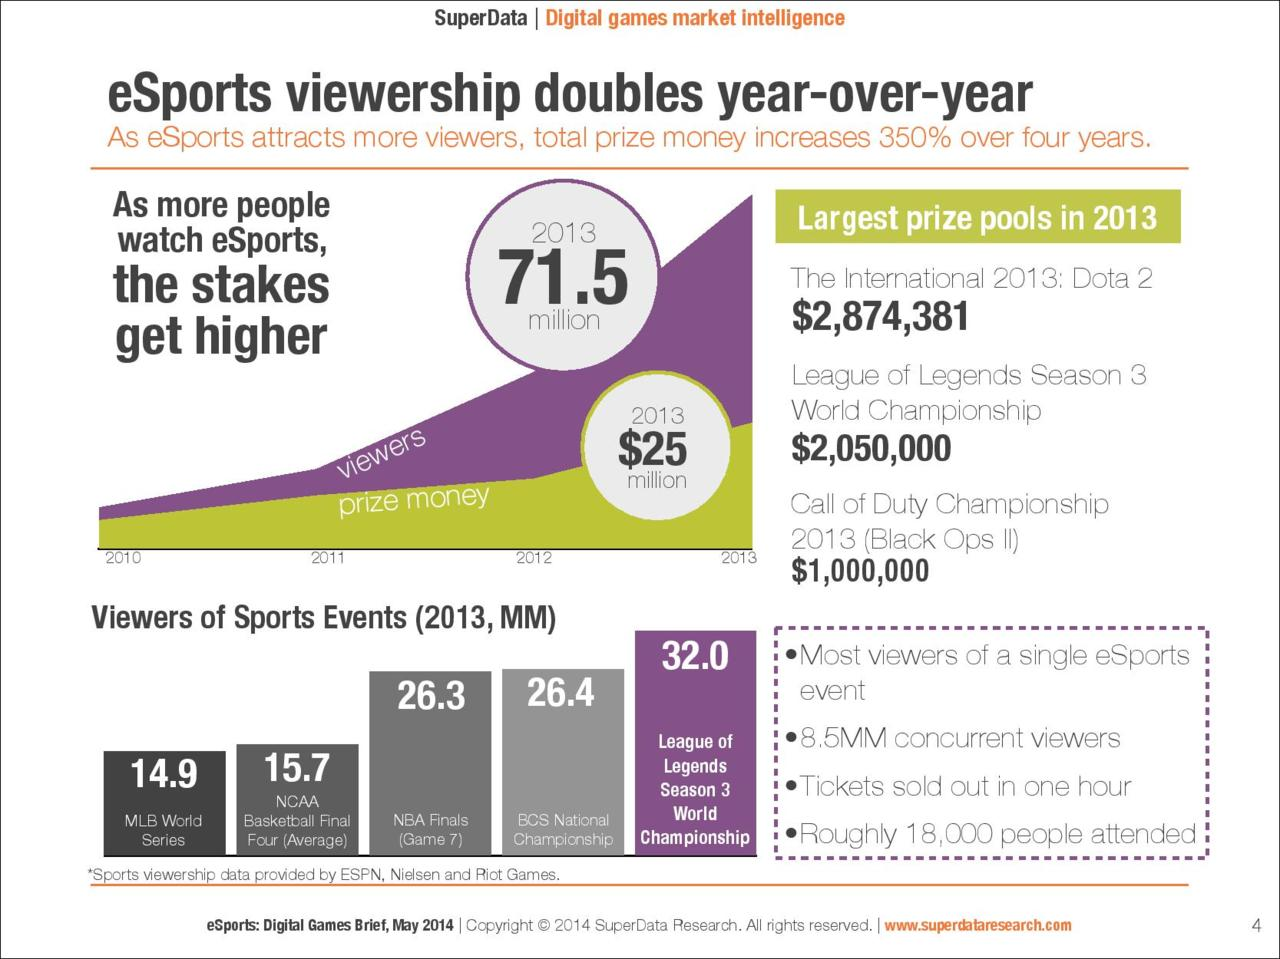 SuperData | Digital games market intelligence
eSports viewership doubles year-over-year
As eSports attracts more viewers, total prize money increases 350% over four years.
As more people
watch eSports,
the stakes
get higher
2013
71.5
million
2013
$25
million
viewers
prize money
2010
2011
2012
2013
Largest prize pools in 2013
The International 2013: Dota 2
$2,874,381
League of Legends Season 3
World Championship
$2,050,000
Call of Duty Championship
2013 (Black Ops II)
$1,000,000
Viewers of Sports Events (2013, MM)
14.9
MLB World
Series
15.7
NCAA
Basketball Final
Four (Average)
26.3
NBA Finals
(Game 7)
26.4
BCS National
Championship
32.0
League of
Legends
Season 3
World
Championship
•Most viewers of a single eSports
event
•8.5MM concurrent viewers
•Tickets sold out in one hour
•Roughly 18,000 people attended
*Sports viewership data provided by ESPN, Nielsen and Riot Games.
eSports: Digital Games Brief, May 2014 | Copyright © 2014 SuperData Research. All rights reserved. | www.superdataresearch.com
4